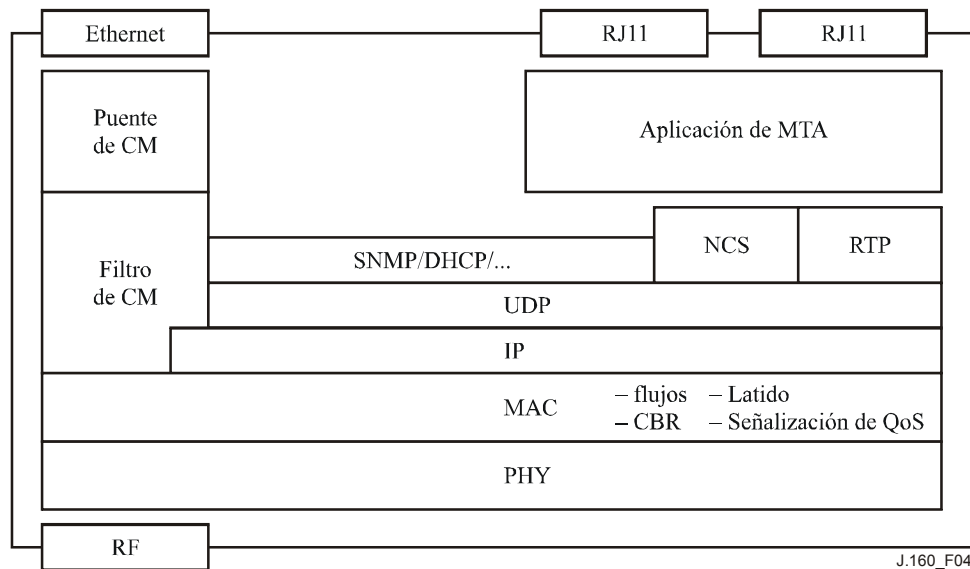 Ethernet
RJ11
RJ11
Puente
de CM
Aplicación de MTA
Filtro
de CM
SNMP/DHCP/...
NCS
RTP
UDP
IP
MAC
– flujos – Latido
– CBR – Señalización de QoS
PHY
RF
J.160_F04